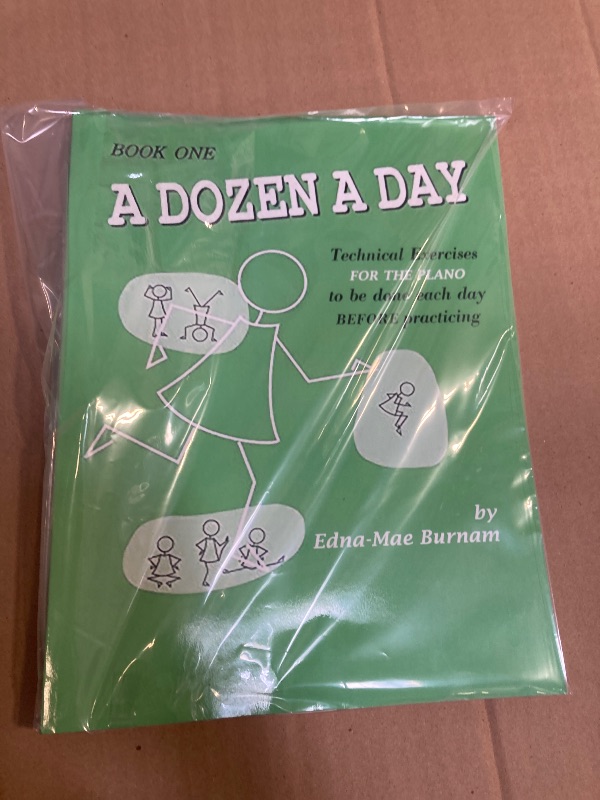 BOOK ONE
A DOZEN A DAY
Technical Exercises
FOR THE PIANO
to be done each day
BEFORE practicing
by
Edna-Mae Burnam